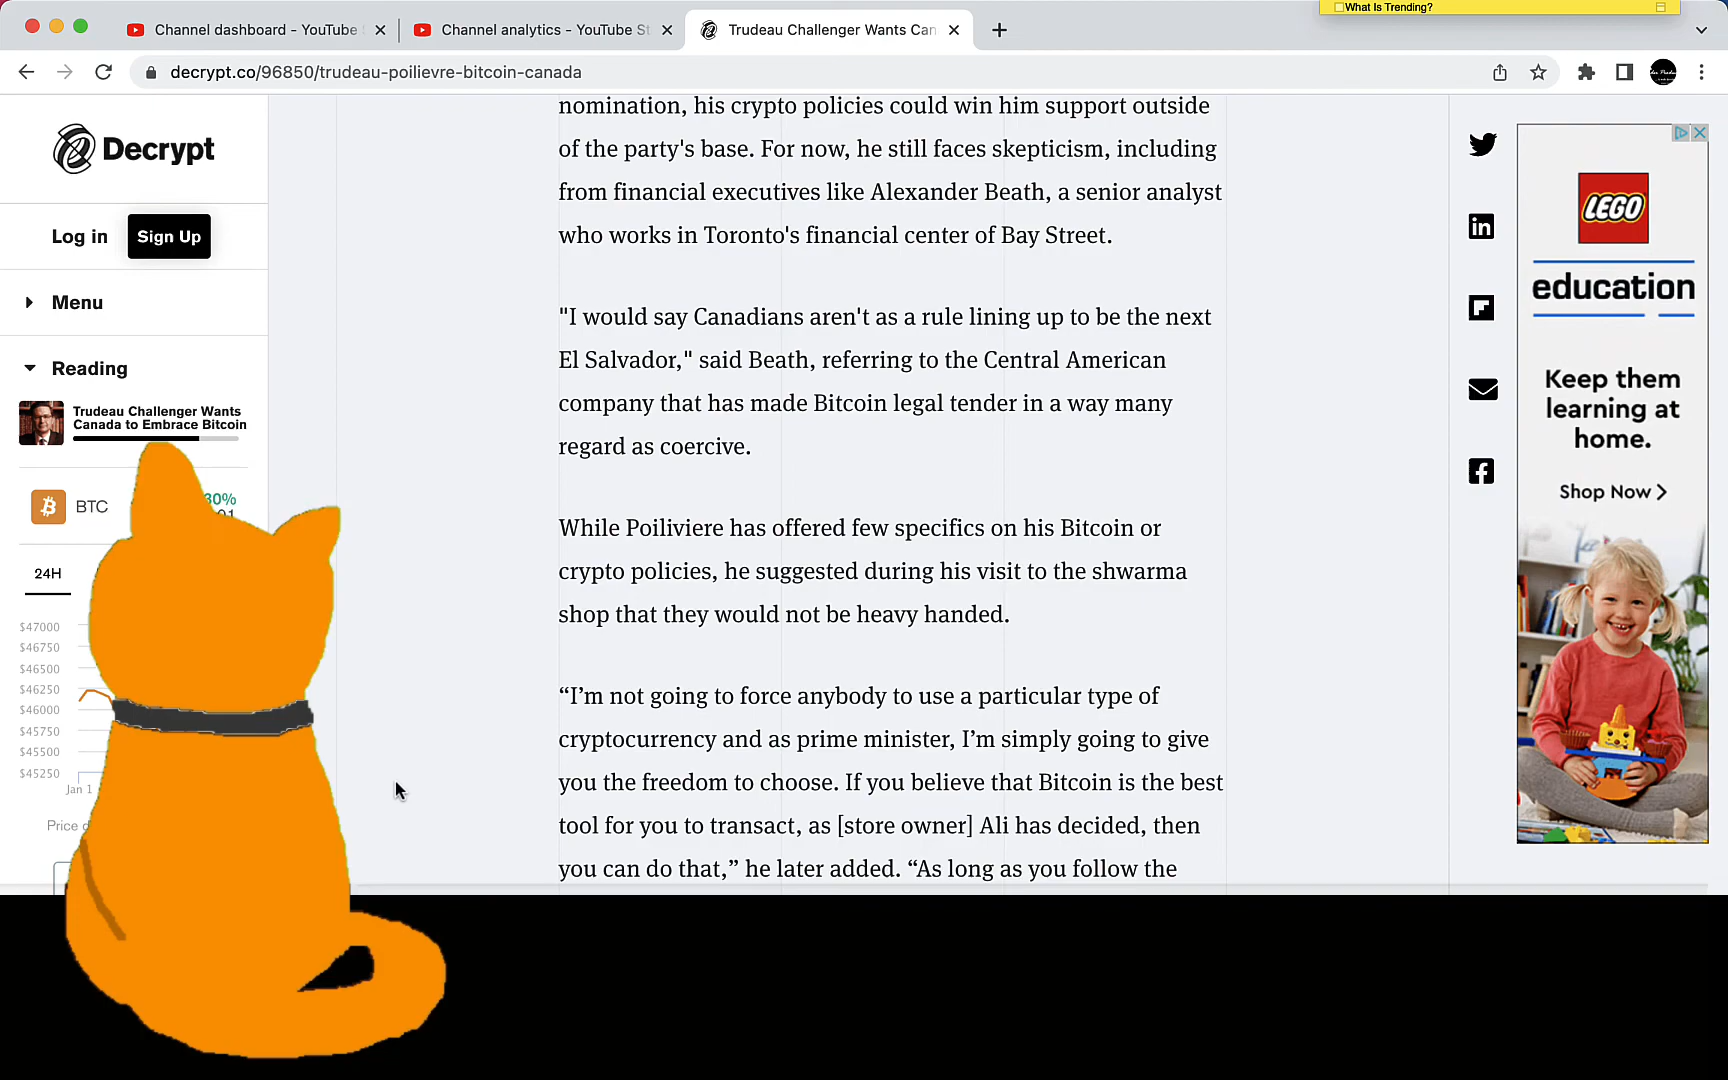 What Is Trending?
Channel dashboard - YouTube
Channel analytics - YouTube St
Trudeau Challenger Wants Can
decrypt.co/96850/trudeau-poilievre-bitcoin-canada
Decrypt
Log in
Sign Up
Menu
Reading
Trudeau Challenger Wants
Canada to Embrace Bitcoin
BTC
30%
01
24H
$47000
$46750
$46500
$46250
$46000
$45750
$45500
$45250
Jan 1
Price
nomination, his crypto policies could win him support outside
of the party's base. For now, he still faces skepticism, including
from financial executives like Alexander Beath, a senior analyst
who works in Toronto's financial center of Bay Street.
"I would say Canadians aren't as a rule lining up to be the next
El Salvador," said Beath, referring to the Central American
company that has made Bitcoin legal tender in a way many
regard as coercive.
While Poiliviere has offered few specifics on his Bitcoin or
crypto policies, he suggested during his visit to the shwarma
shop that they would not be heavy handed.
“I’m not going to force anybody to use a particular type of
cryptocurrency and as prime minister, I’m simply going to give
you the freedom to choose. If you believe that Bitcoin is the best
tool for you to transact, as [store owner] Ali has decided, then
you can do that,” he later added. “As long as you follow the
LEGO
education
Keep them
learning at
home.
Shop Now